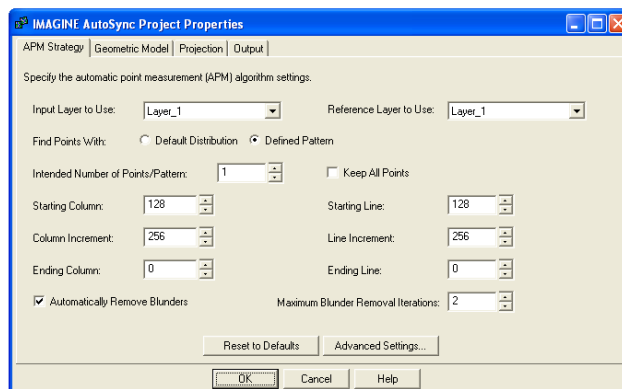 IMAGINE AutoSync Project Properties
APM Strategy Geometric Model Projection Output
Specify the automatic point measurement (APM) algorithm settings.
Input Layer to Use: Layer_1 Reference Layer to Use: Layer_1
Find Points With: Default Distribution Defined Pattern
Intended Number of Points/Pattern: 1 Keep All Points
Starting Column: 128 Starting Line: 128
Column Increment: 256 Line Increment: 256
Ending Column: 0 Ending Line: 0
Automatically Remove Blunders Maximum Blunder Removal Iterations: 2
Reset to Defaults Advanced Settings...
OK Cancel Help